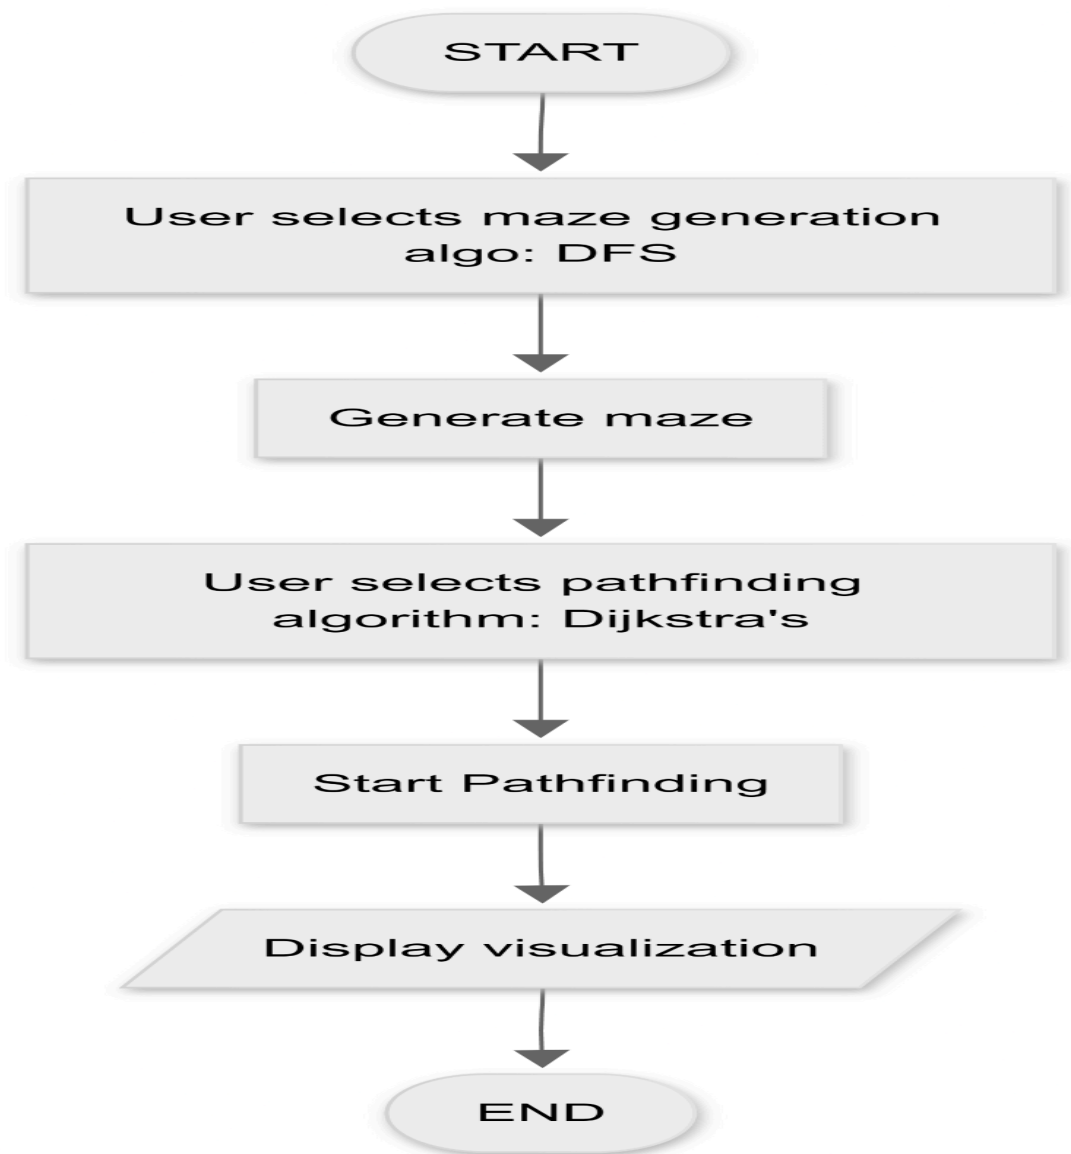 START
User selects maze generation
algo: DFS
Generate maze
User selects pathfinding
algorithm: Dijkstra's
Start Pathfinding
Display visualization
END